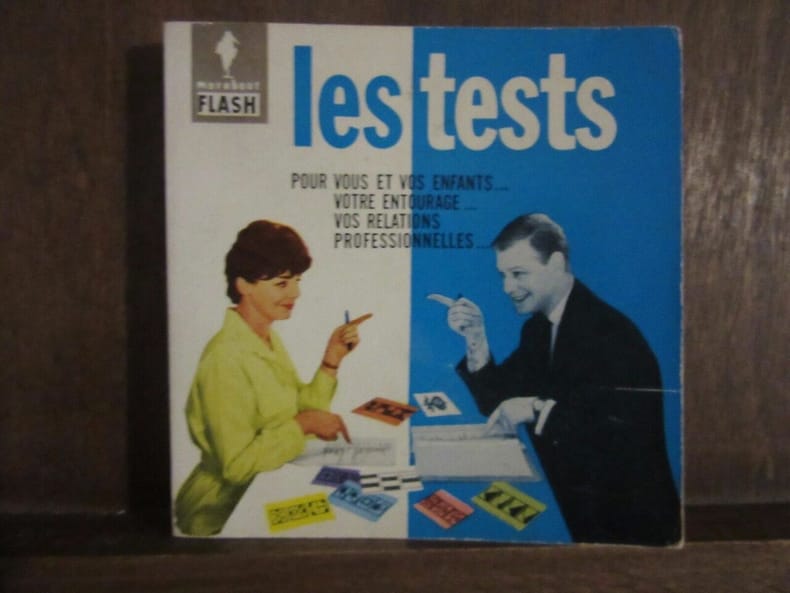 marabout
FLASH
les tests
POUR VOUS ET VOS ENFANTS...
VOTRE ENTOURAGE...
VOS RELATIONS
PROFESSIONNELLES...